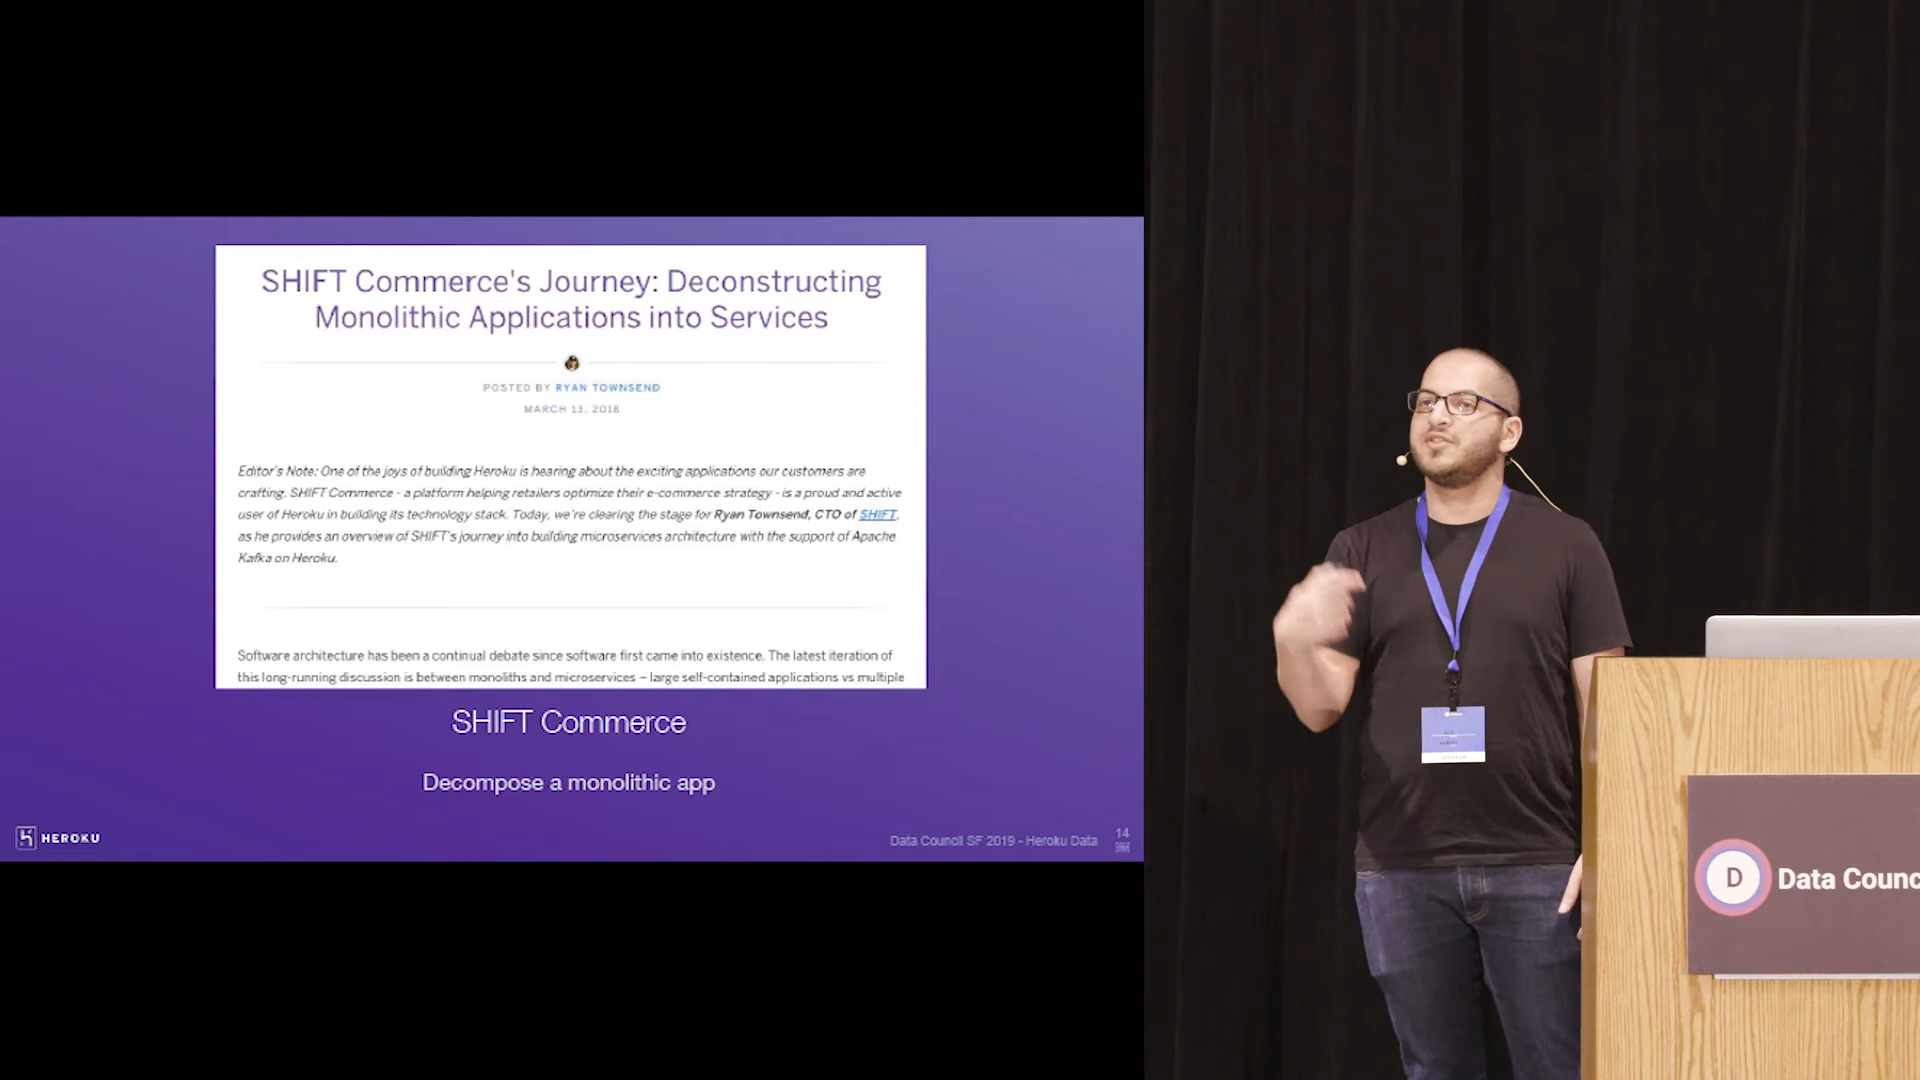 SHIFT Commerce's Journey: Deconstructing
Monolithic Applications into Services
POSTED BY RYAN TOWNSEND
MARCH 13, 2018
Editor's Note: One of the joys of building Heroku is hearing about the exciting applications our customers are
crafting. SHIFT Commerce - a platform helping retailers optimize their e-commerce strategy - is a proud and active
user of Heroku in building its technology stack. Today, we're clearing the stage for Ryan Townsend, CTO of SHIFT,
as he provides an overview of SHIFT's journey into building microservices architecture with the support of Apache
Kafka on Heroku.
Software architecture has been a continual debate since software first came into existence. The latest iteration of
this long-running discussion is between monoliths and microservices – large self-contained applications vs multiple
SHIFT Commerce
Decompose a monolithic app
HEROKU
Data Council SF 2019 - Heroku Data
14
D
Data Counc